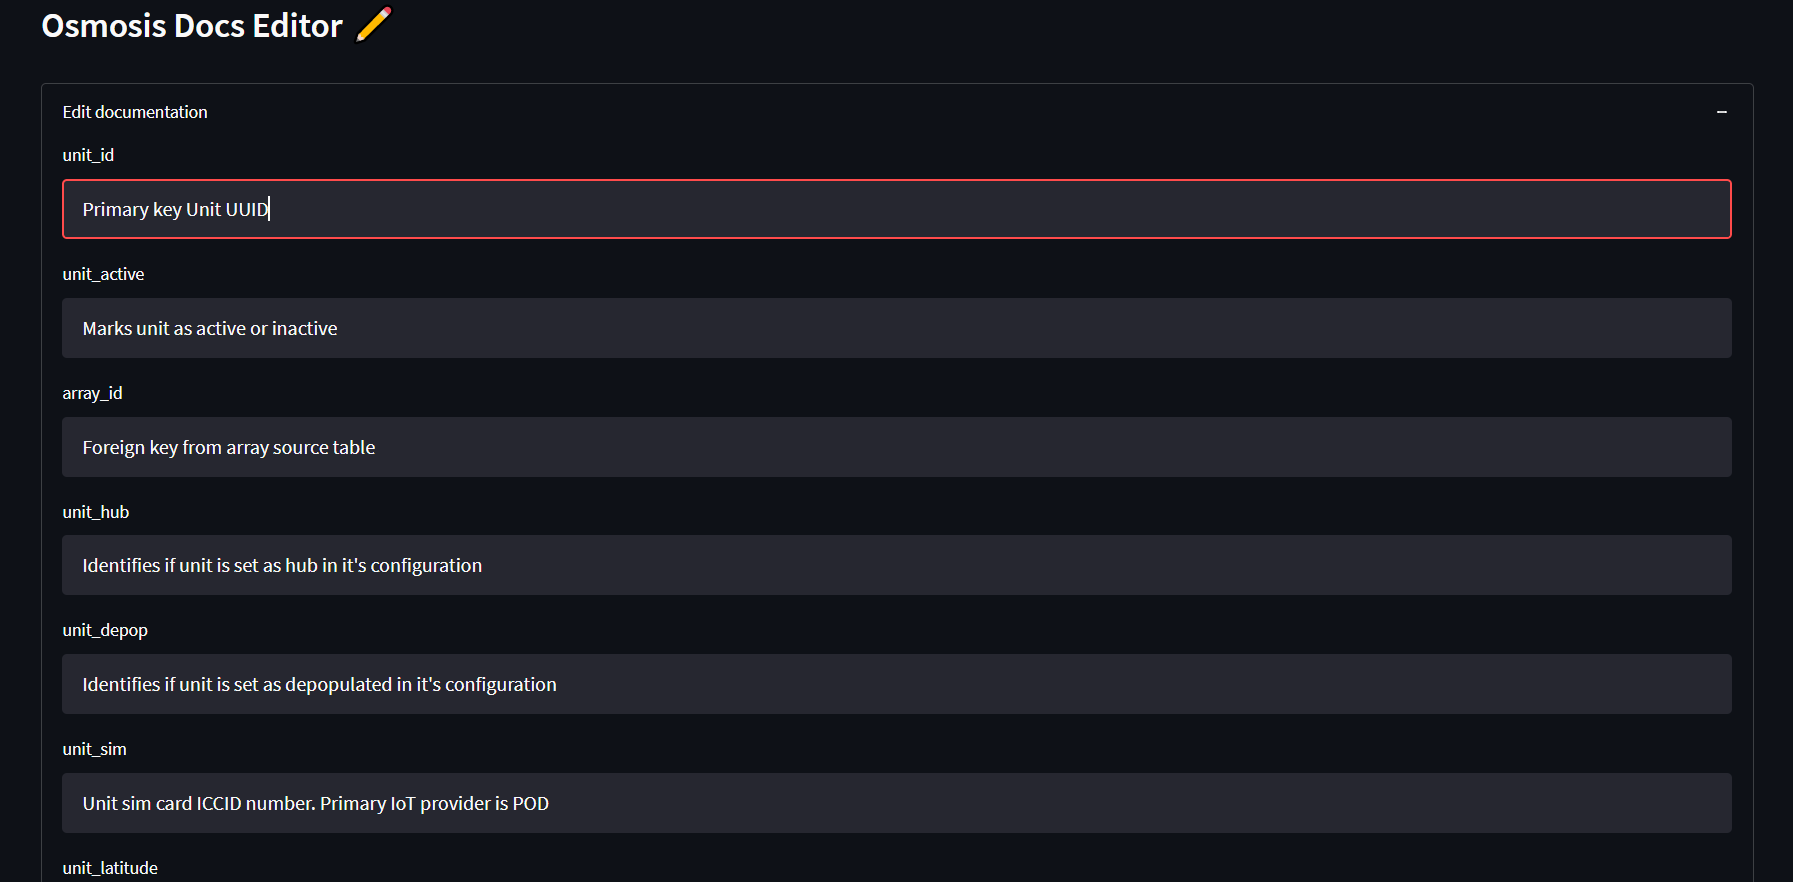 Osmosis Docs Editor
Edit documentation
unit_id
Primary key Unit UUID
unit_active
Marks unit as active or inactive
array_id
Foreign key from array source table
unit_hub
Identifies if unit is set as hub in it's configuration
unit_depop
Identifies if unit is set as depopulated in it's configuration
unit_sim
Unit sim card ICCID number. Primary IoT provider is POD
unit_latitude